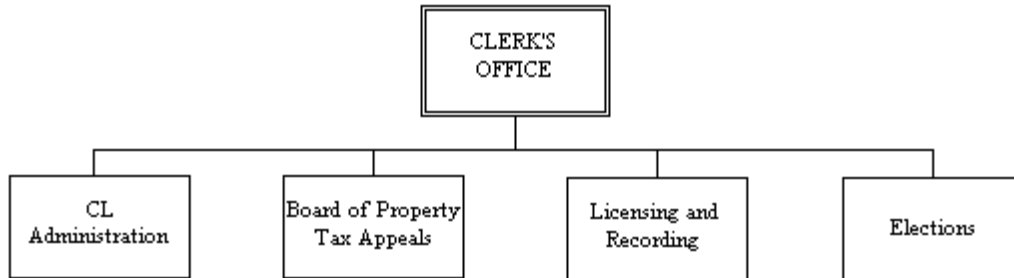 CLERK'S
OFFICE
CL
Administration
Board of Property
Tax Appeals
Licensing and
Recording
Elections